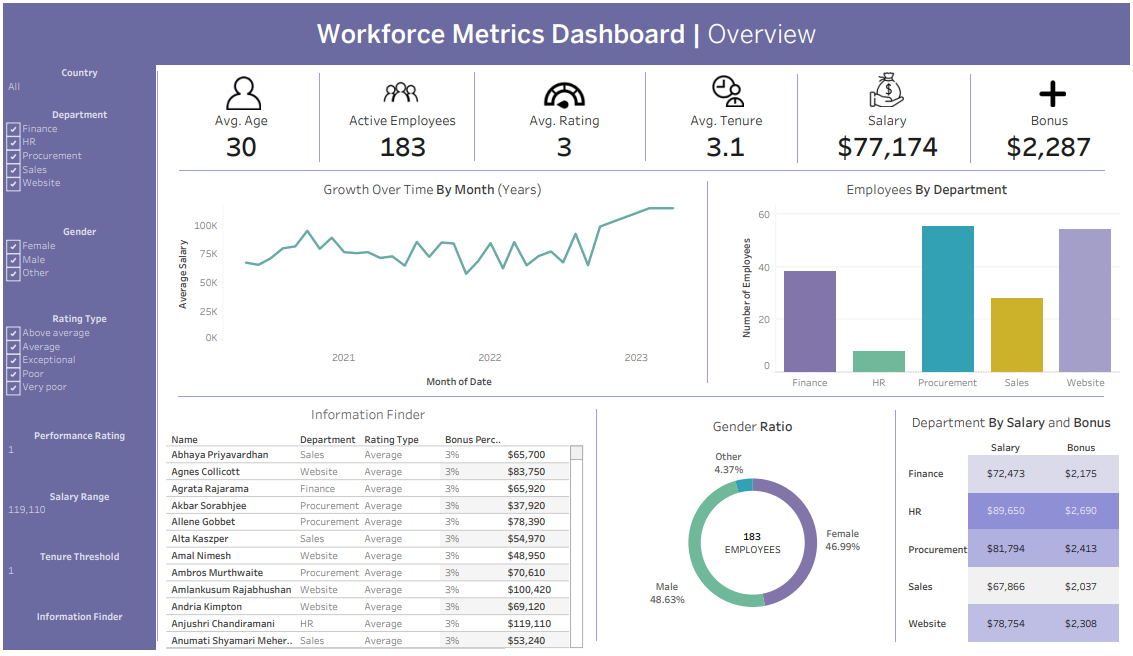 Workforce Metrics Dashboard | Overview
Country
All
Department
Finance
HR
Procurement
Sales
Website
Gender
Female
Male
Other
Rating Type
Above average
Average
Exceptional
Poor
Very poor
Performance Rating
1
Salary Range
119,110
Tenure Threshold
1
Information Finder
Avg. Age
30
Active Employees
183
Avg. Rating
3
Avg. Tenure
3.1
$
Salary
$77,174
Bonus
$2,287
Growth Over Time By Month (Years)
Average Salary
100K
75K
50K
25K
0K
2021 2022 2023
Month of Date
Employees By Department
Number of Employees
60
40
20
0
Finance HR Procurement Sales Website
Information Finder
Name Department Rating Type Bonus Perc..
Abhaya Priyavardhan Sales Average 3% $65,700
Agnes Collicott Website Average 3% $83,750
Agrata Rajarama Finance Average 3% $65,920
Akbar Sorabhjee Procurement Average 3% $37,920
Allene Gobbet Procurement Average 3% $78,390
Alta Kaszper Sales Average 3% $54,970
Amal Nimesh Website Average 3% $48,950
Ambros Murthwaite Procurement Average 3% $70,610
Amlankusum Rajabhushan Website Average 3% $100,420
Andria Kimpton Website Average 3% $69,120
Anjushri Chandiramani HR Average 3% $119,110
Anumati Shyamari Meher.. Sales Average 3% $53,240
Gender Ratio
Other
4.37%
183
EMPLOYEES
Female
46.99%
Male
48.63%
Department By Salary and Bonus
Salary Bonus
Finance $72,473 $2,175
HR $89,650 $2,690
Procurement $81,794 $2,413
Sales $67,866 $2,037
Website $78,754 $2,308